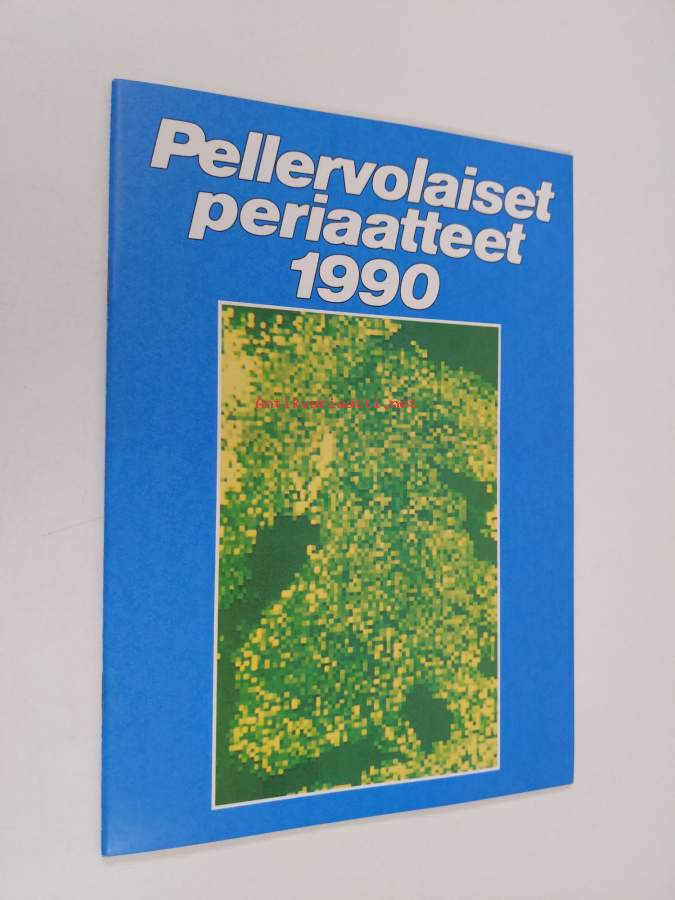 Pellervolaiset
periaatteet
1990
Antikvariaatti.net